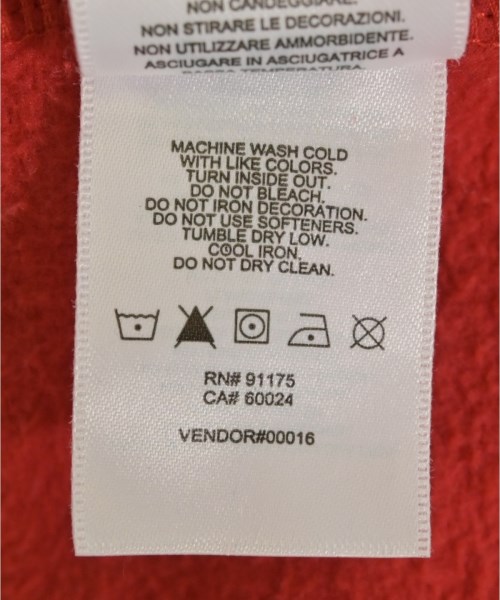 NON CANDEGGIARE.
NON STIRARE LE DECORAZIONI.
NON UTILIZZARE AMMORBIDENTE.
ASCIUGARE IN ASCIUGATRICE A
BASSA TEMPERATURA.
MACHINE WASH COLD
WITH LIKE COLORS.
TURN INSIDE OUT.
DO NOT BLEACH.
DO NOT IRON DECORATION.
DO NOT USE SOFTENERS.
TUMBLE DRY LOW.
COOL IRON.
DO NOT DRY CLEAN.
RN# 91175
CA# 60024
VENDOR#00016